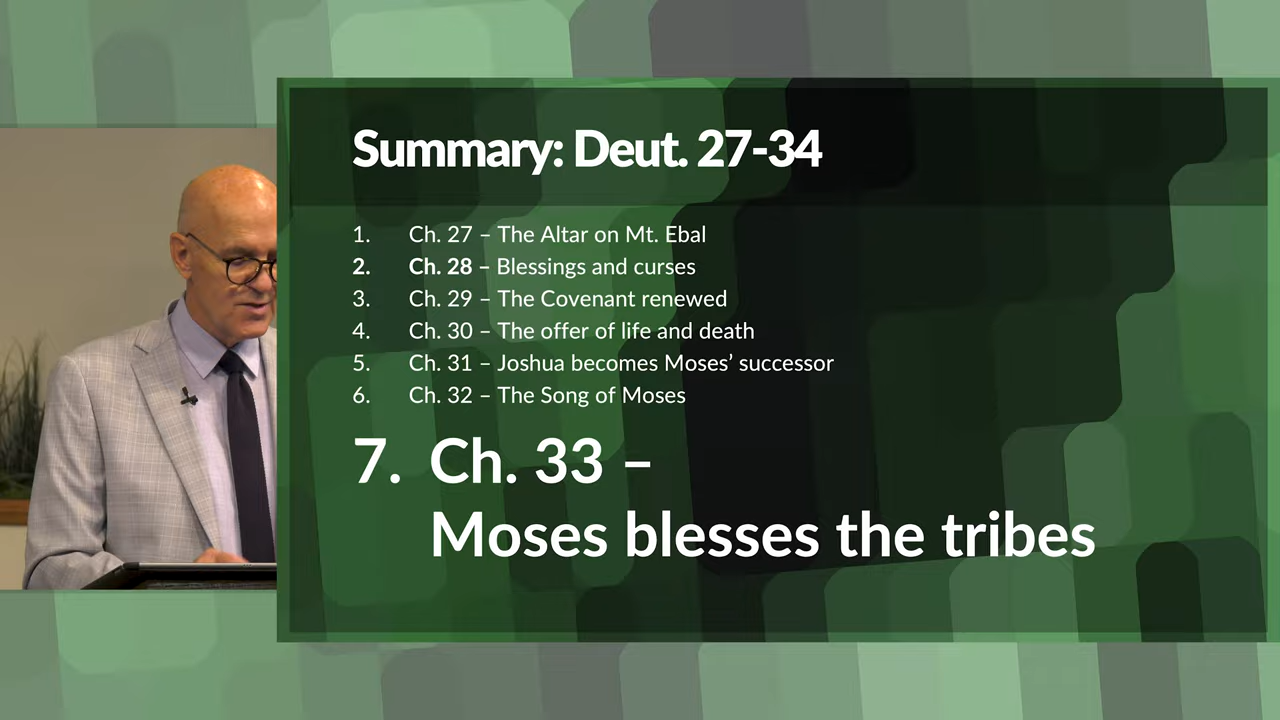 Summary: Deut. 27-34
1. Ch. 27 – The Altar on Mt. Ebal
2. Ch. 28 – Blessings and curses
3. Ch. 29 – The Covenant renewed
4. Ch. 30 – The offer of life and death
5. Ch. 31 – Joshua becomes Moses’ successor
6. Ch. 32 – The Song of Moses
7. Ch. 33 –
Moses blesses the tribes